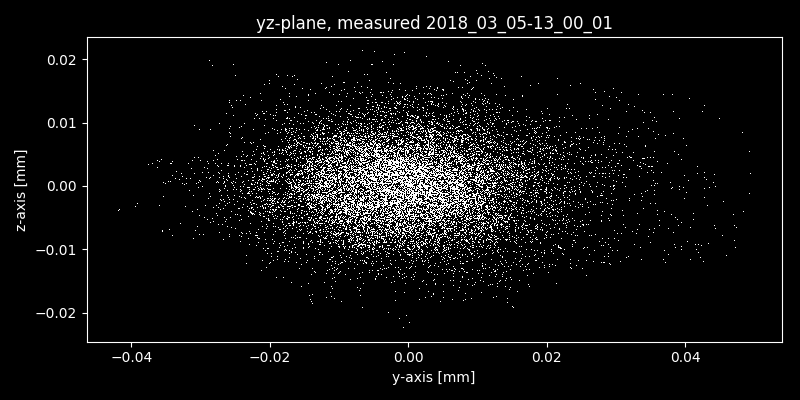 yz-plane, measured 2018_03_05-13_00_01
z-axis [mm]
0.02
0.01
0.00
−0.01
−0.02
−0.04 −0.02 0.00 0.02 0.04
y-axis [mm]